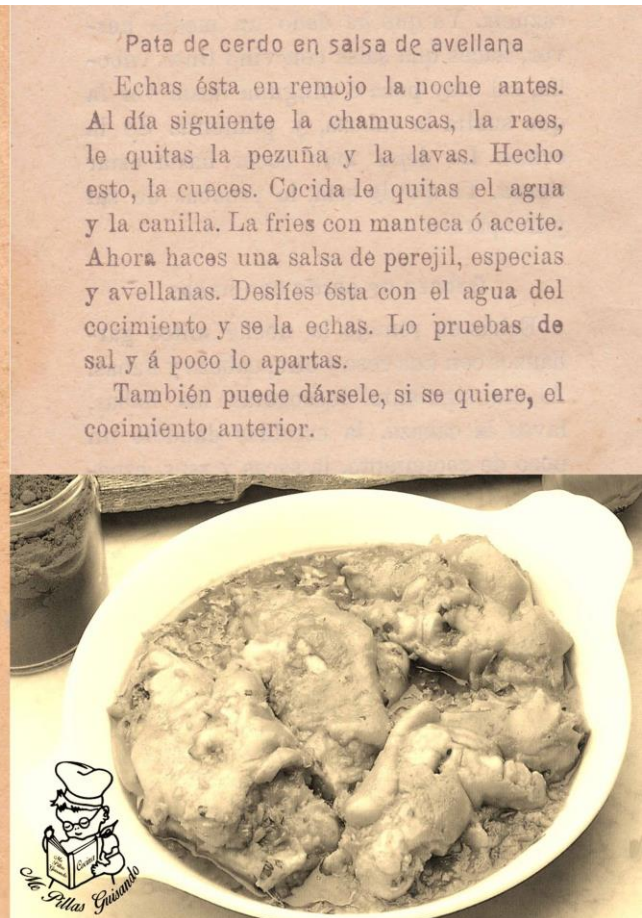 Pata de cerdo en salsa de avellana
Echas ésta en remojo la noche antes.
Al día siguiente la chamuscas, la raes,
le quitas la pezuña y la lavas. Hecho
esto, la cueces. Cocida le quitas el agua
y la canilla. La fries con manteca ó aceite.
Ahora haces una salsa de perejil, especias
y avellanas. Deslíes ésta con el agua del
cocimiento y se la echas. Lo pruebas de
sal y á poco lo apartas.
También puede dársele, si se quiere, el
cocimiento anterior.
Cocina
Me Pillas Guisando